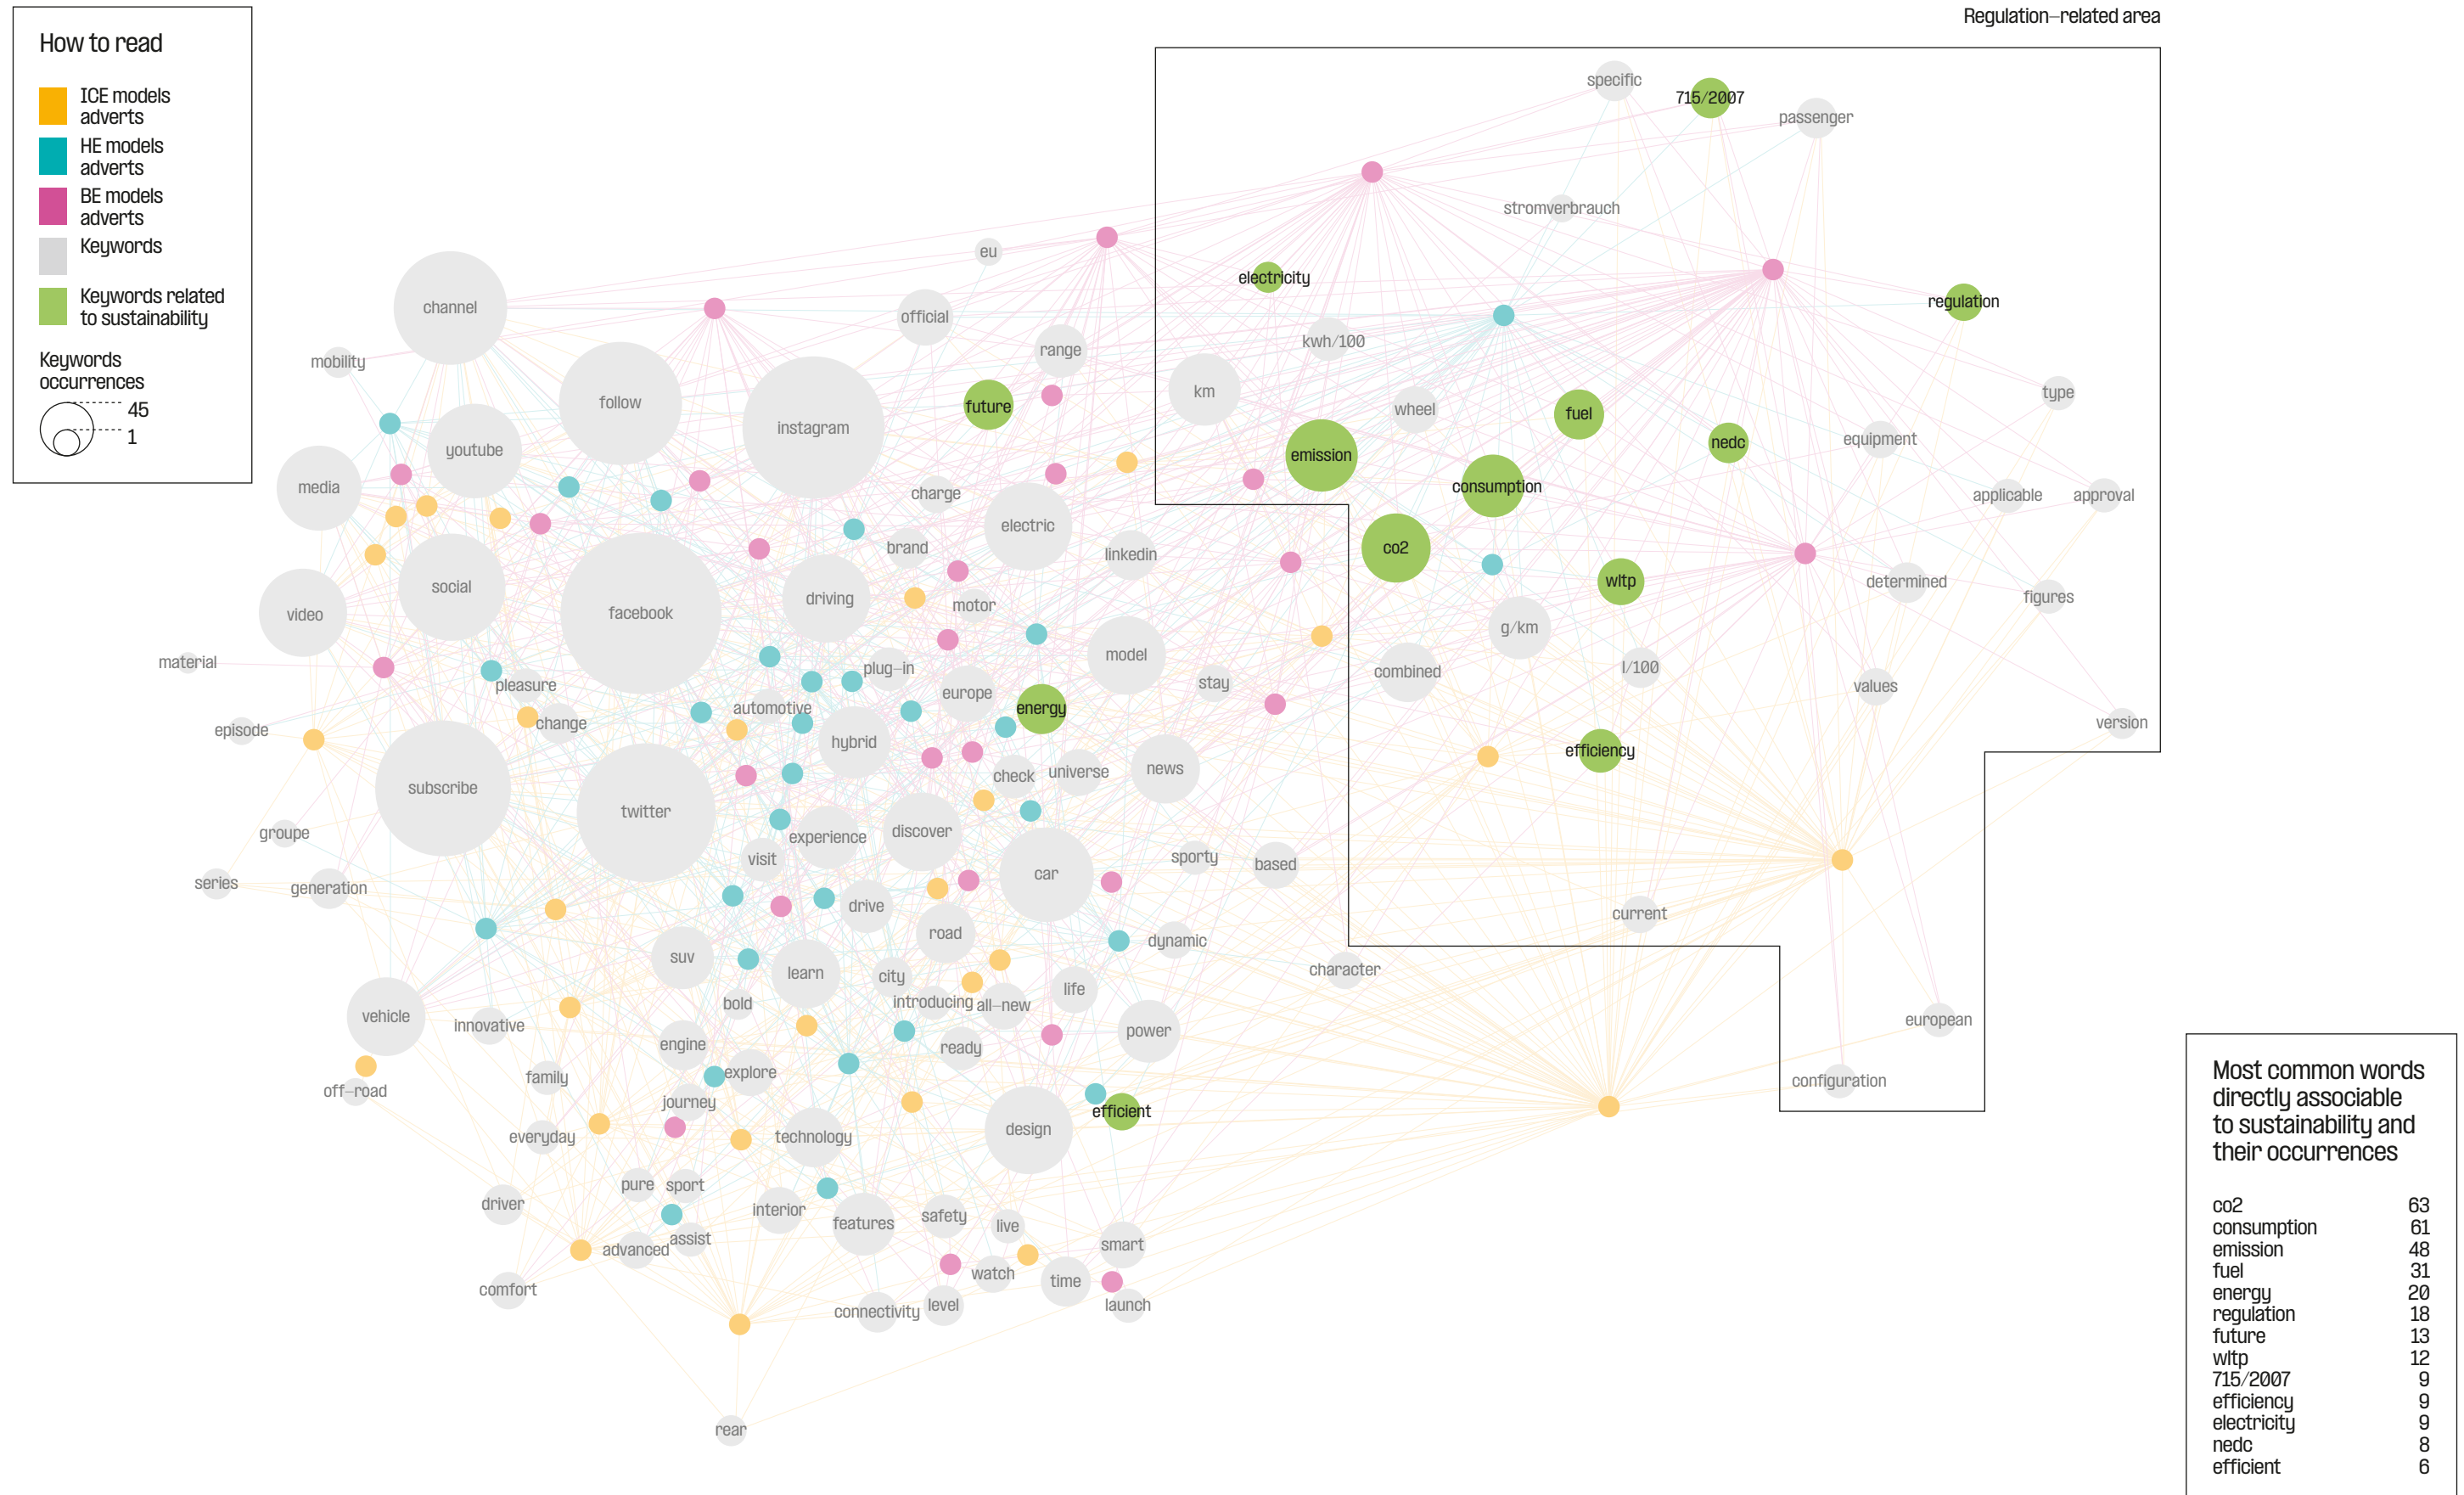 How to read
ICE models
adverts
HE models
adverts
BE models
adverts
Keywords
Keywords related
to sustainability
Keywords
occurrences
45
1
Regulation-related area
specific
715/2007
passenger
stromverbrauch
eu
electricity
channel
official
regulation
range
kwh/100
mobility
km
type
follow
future
wheel
fuel
instagram
equipment
nedc
youtube
emission
media
charge
consumption
applicable
approval
electric
brand
linkedin
co2
social
wltp
determined
video
facebook
driving
motor
figures
g/km
material
plug-in
model
l/100
combined
pleasure
europe
stay
values
automotive
energy
episode
change
version
hybrid
efficiency
check
universe
news
subscribe
twitter
groupe
experience
discover
visit
sporty
based
car
series
generation
drive
current
road
dynamic
suv
learn
city
character
life
bold
introducing
all-new
vehicle
innovative
power
european
engine
ready
explore
family
configuration
off-road
journey
efficient
everyday
technology
design
pure
sport
driver
interior
features
safety
live
assist
advanced
smart
watch
time
comfort
connectivity
level
launch
rear
Most common words
directly associable
to sustainability and
their occurrences
co2 63
consumption 61
emission 48
fuel 31
energy 20
regulation 18
future 13
wltp 12
715/2007 9
efficiency 9
electricity 9
nedc 8
efficient 6